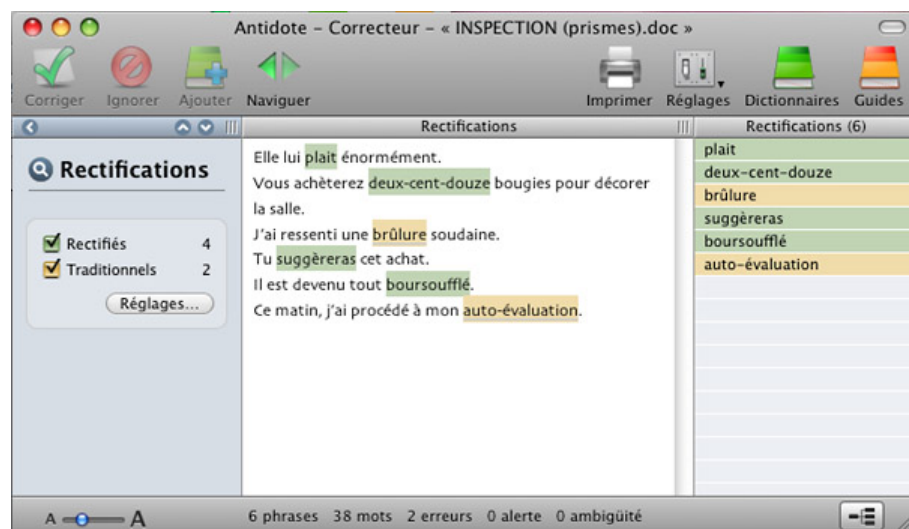 Antidote – Correcteur – « INSPECTION (prismes).doc »
Corriger Ignorer Ajouter Naviguer Imprimer Réglages Dictionnaires Guides
Rectifications
Rectifications (6)
Rectifications
Rectifiés 4
Traditionnels 2
Réglages...
Elle lui plait énormément.
Vous achèterez deux-cent-douze bougies pour décorer
la salle.
J'ai ressenti une brûlure soudaine.
Tu suggèreras cet achat.
Il est devenu tout boursoufflé.
Ce matin, j'ai procédé à mon auto-évaluation.
plait
deux-cent-douze
brûlure
suggèreras
boursoufflé
auto-évaluation
A A
6 phrases 38 mots 2 erreurs 0 alerte 0 ambigüité